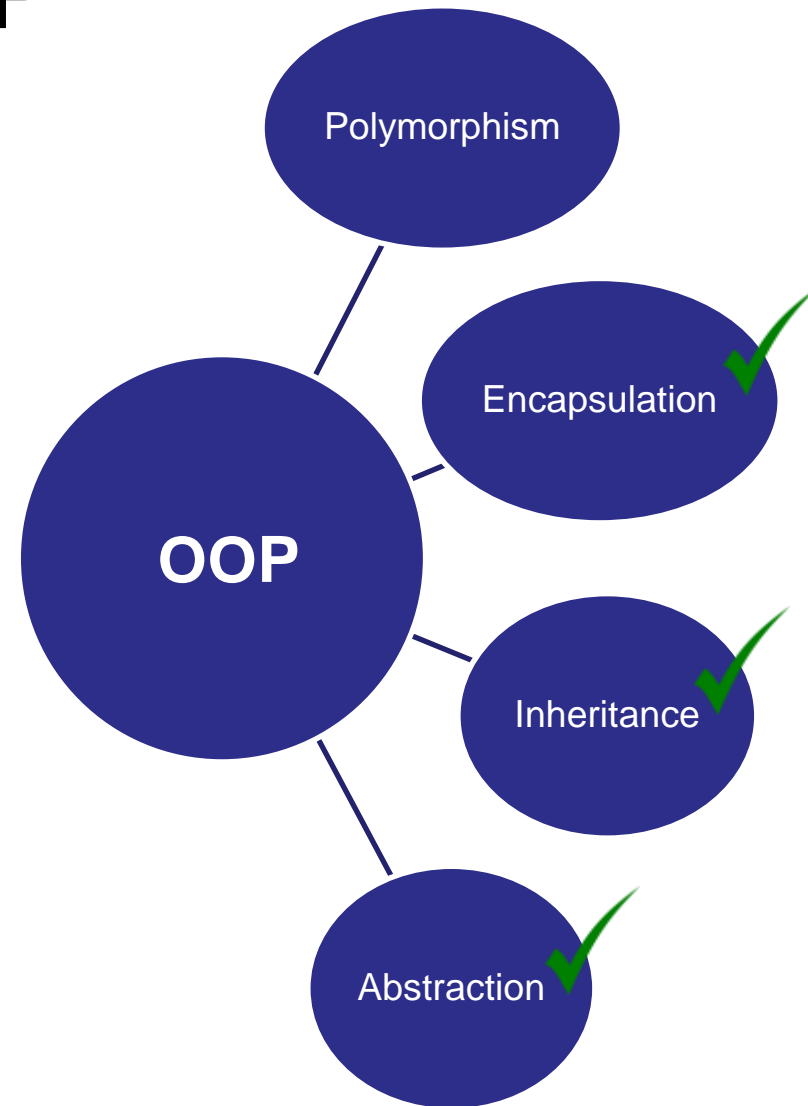 Polymorphism
Encapsulation
OOP
Inheritance
Abstraction